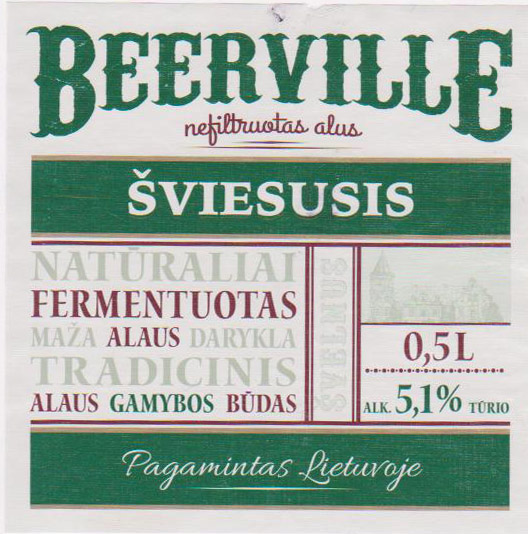 BEERVILLE
nefiltruotas alus
ŠVIESUSIS
NATŪRALIAI
FERMENTUOTAS
MAŽA ALAUS DARYKLA
TRADICINIS
ALAUS GAMYBOS BŪDAS
ŠVELNUS
0,5L
ALK. 5,1% TŪRIO
Pagamintas Lietuvoje